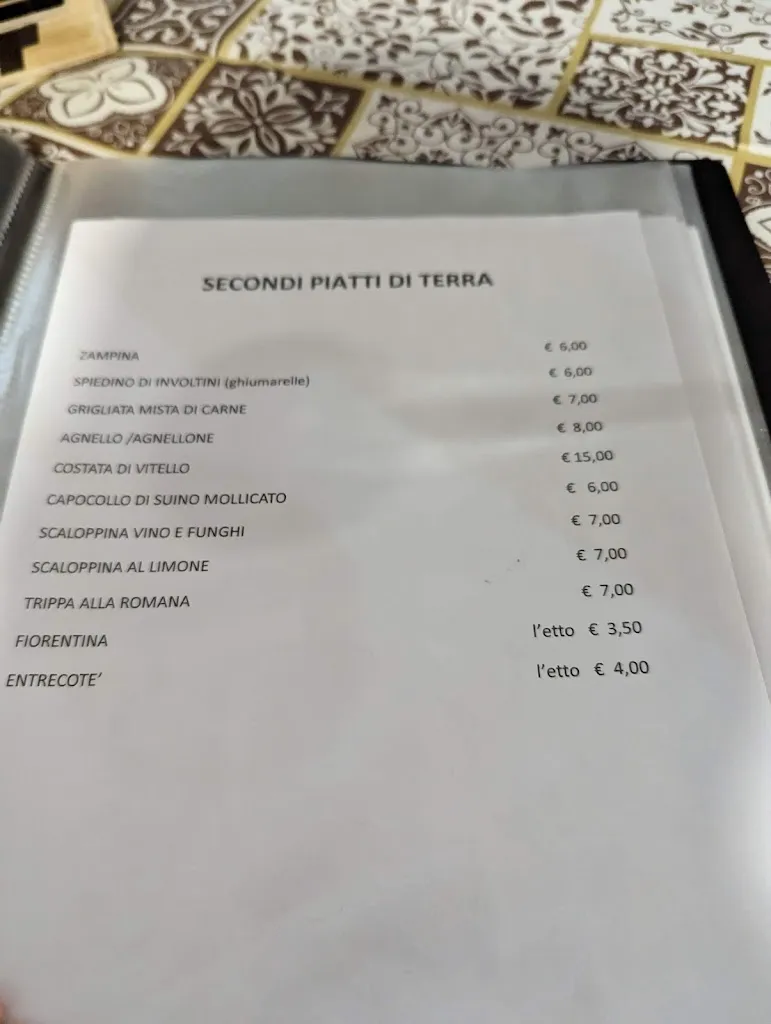 SECONDI PIATTI DI TERRA
ZAMPINA € 6,00
SPIEDINO DI INVOLTINI (ghiumarelle) € 6,00
GRIGLIATA MISTA DI CARNE € 7,00
AGNELLO /AGNELLONE € 8,00
COSTATA DI VITELLO € 15,00
CAPOCOLLO DI SUINO MOLLICATO € 6,00
SCALOPPINA VINO E FUNGHI € 7,00
SCALOPPINA AL LIMONE € 7,00
TRIPPA ALLA ROMANA € 7,00
FIORENTINA l'etto € 3,50
ENTRECOTE' l'etto € 4,00